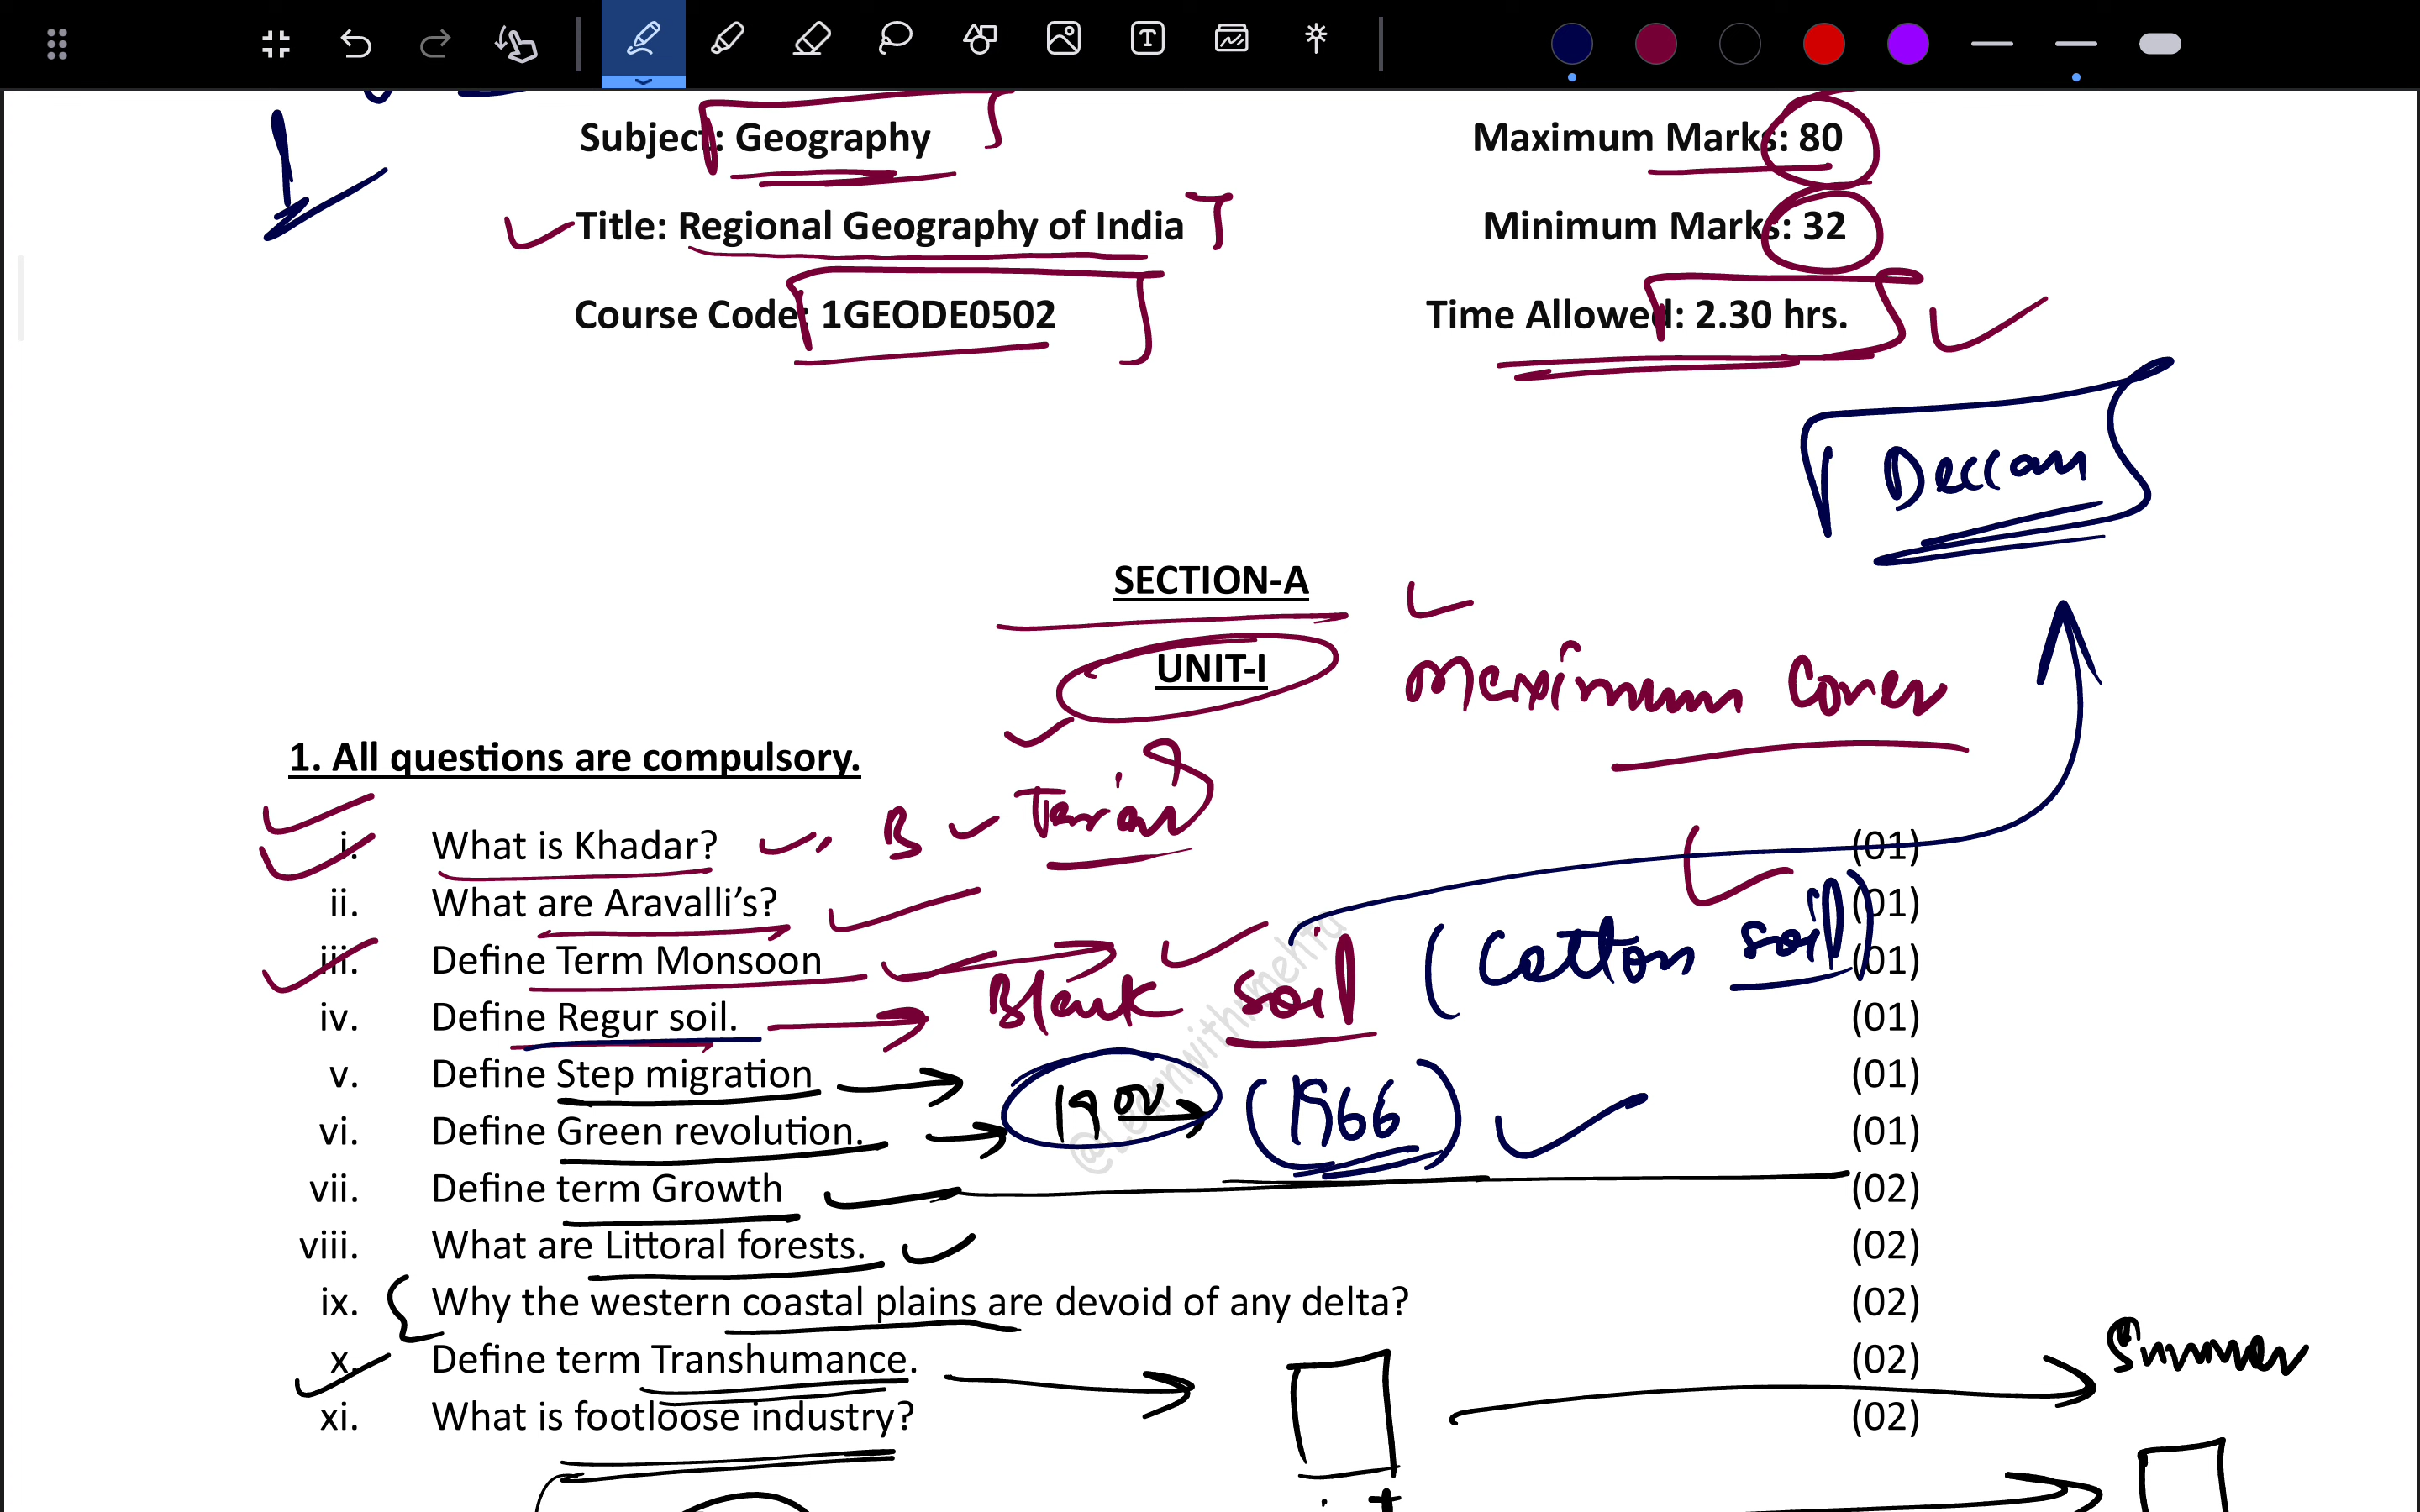 Subject: Geography
Maximum Marks: 80
Title: Regional Geography of India
Minimum Marks: 32
Course Code: 1GEODE0502
Time Allowed: 2.30 hrs.
Deccan
SECTION-A
UNIT-I
Maximum Cover
1. All questions are compulsory.
i. What is Khadar? B (01)
ii. What are Aravalli's? (01)
iii. Define Term Monsoon (01)
(Cotton soil)
iv. Define Regur soil. Black soil (01)
v. Define Step migration (01)
(1966)
vi. Define Green revolution. (01)
vii. Define term Growth (02)
viii. What are Littoral forests. (02)
ix. Why the western coastal plains are devoid of any delta? (02)
x. Define term Transhumance. (02) Summer
xi. What is footloose industry? (02)
@Learnwithmehta